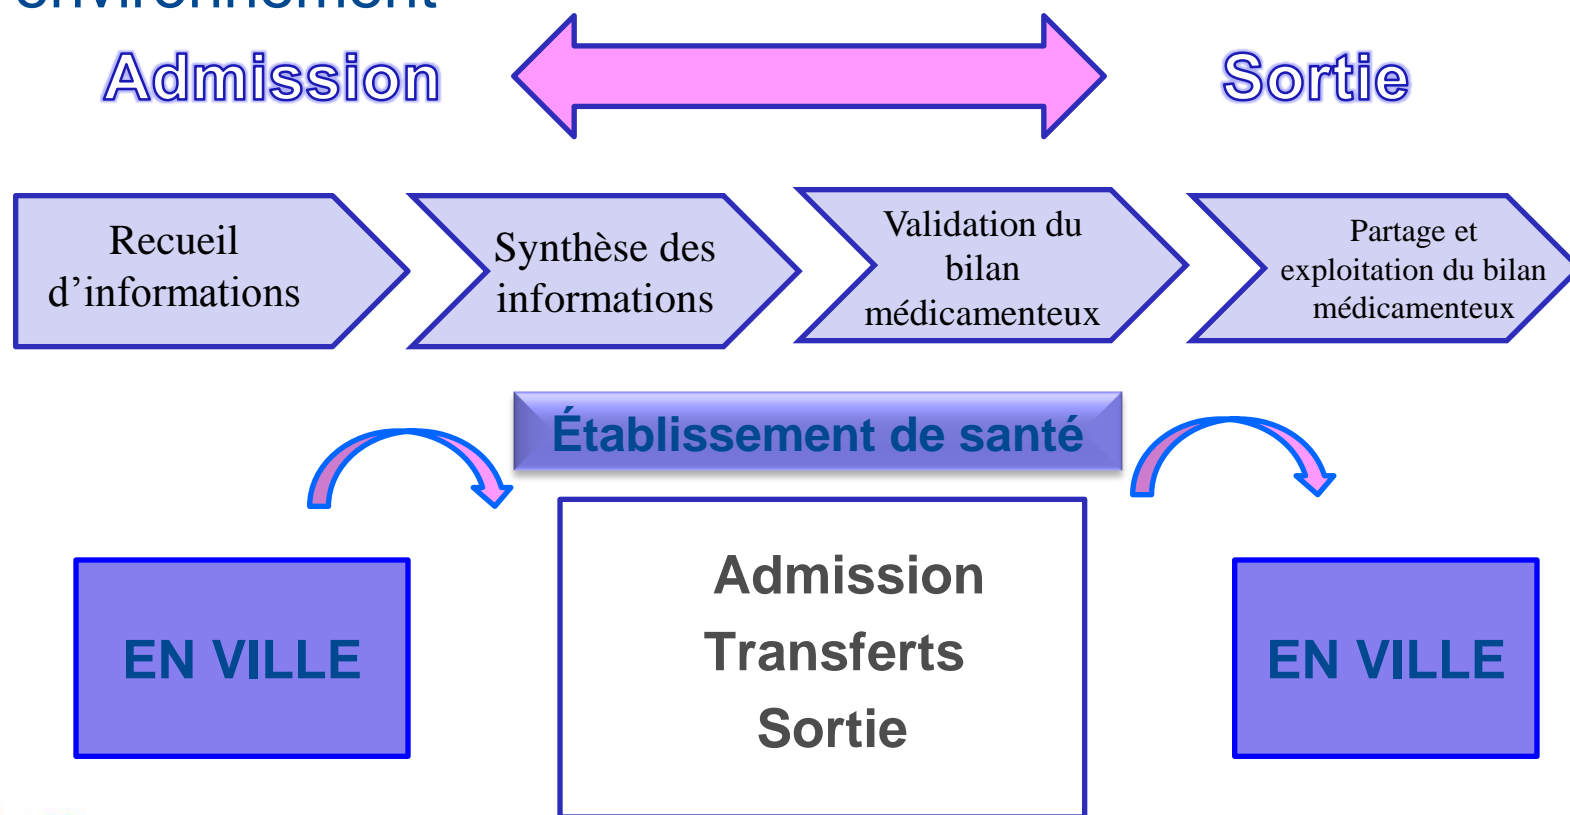 environnement
Admission
Sortie
Recueil
d’informations
Synthèse des
informations
Validation du
bilan
médicamenteux
Partage et
exploitation du bilan
médicamenteux
Établissement de santé
EN VILLE
Admission
Transferts
Sortie
EN VILLE